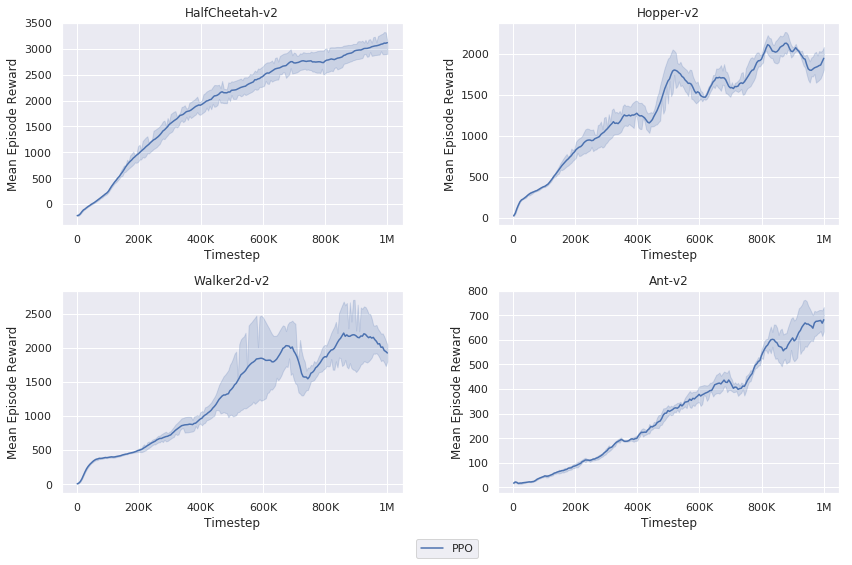 HalfCheetah-v2
Mean Episode Reward
3500
3000
2500
2000
1500
1000
500
0
0 200K 400K 600K 800K 1M
Timestep
Hopper-v2
Mean Episode Reward
2000
1500
1000
500
0
0 200K 400K 600K 800K 1M
Timestep
Walker2d-v2
Mean Episode Reward
2500
2000
1500
1000
500
0
0 200K 400K 600K 800K 1M
Timestep
Ant-v2
Mean Episode Reward
800
700
600
500
400
300
200
100
0
0 200K 400K 600K 800K 1M
Timestep
PPO